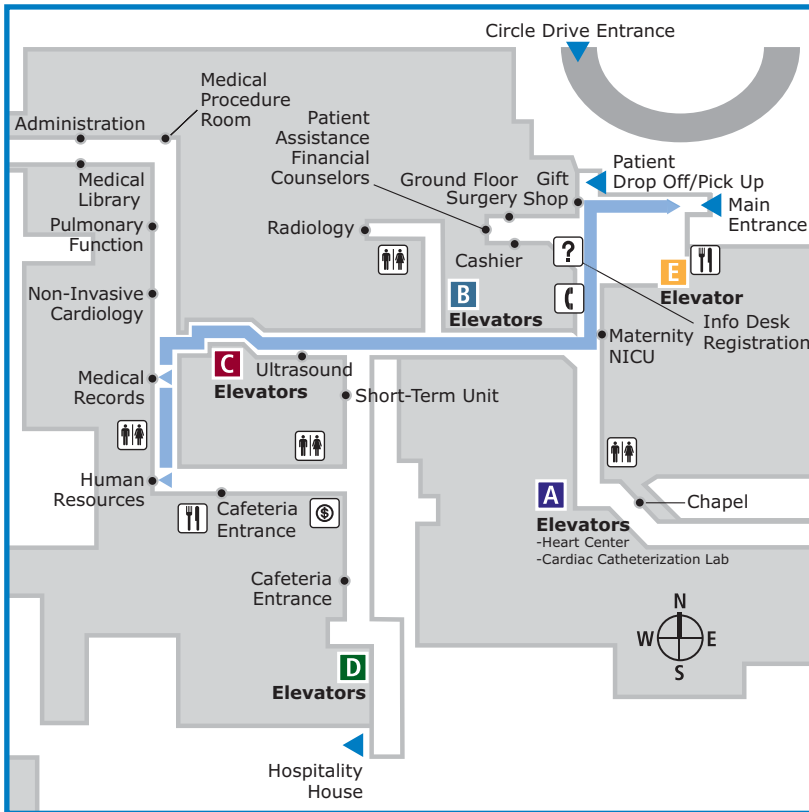 Circle Drive Entrance
Medical
Procedure
Room
Administration
Patient
Assistance
Financial
Counselors
Medical
Library
Patient
Drop Off/Pick Up
Ground Floor
Surgery
Gift
Shop
Main
Entrance
Pulmonary
Function
Radiology
Cashier
?
E
Elevator
B
Elevators
Non-Invasive
Cardiology
Info Desk
Registration
Maternity
NICU
C
Elevators
Ultrasound
Medical
Records
Short-Term Unit
Human
Resources
Cafeteria
Entrance
$
A
Elevators
-Heart Center
-Cardiac Catheterization Lab
Chapel
Cafeteria
Entrance
N
W E
S
D
Elevators
Hospitality
House